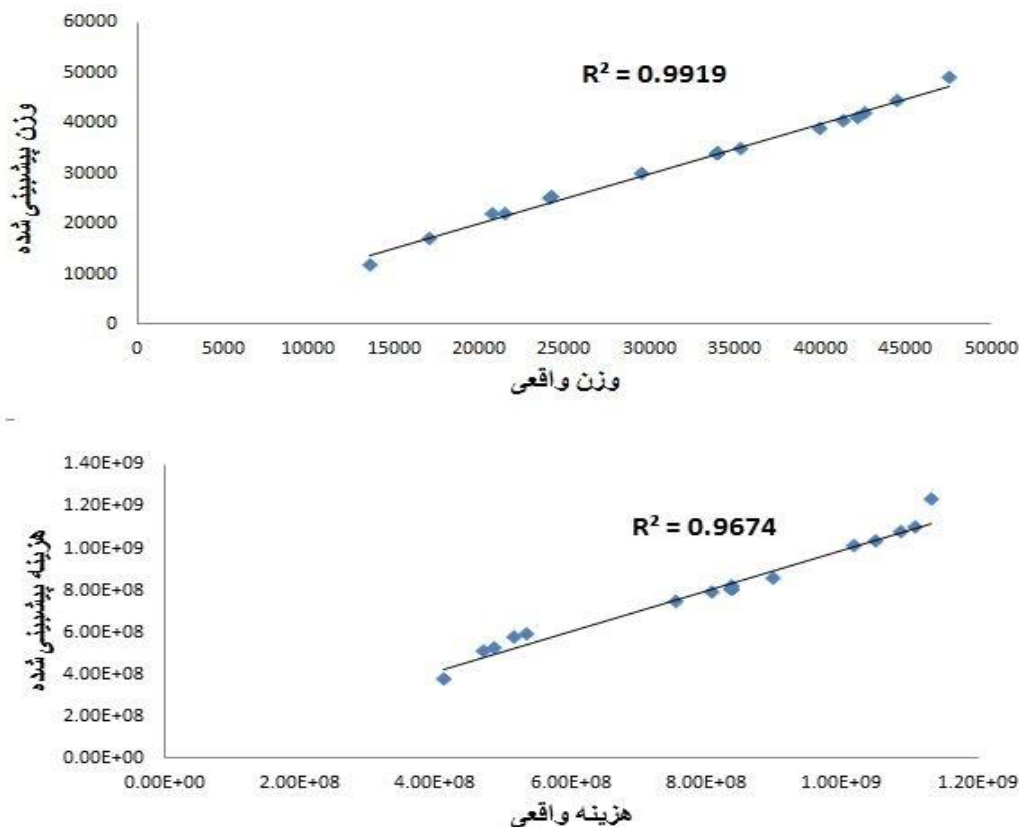 60000
50000
40000
30000
20000
10000
0
R² = 0.9919
وزن پیشبینی‌شده
0 5000 10000 15000 20000 25000 30000 35000 40000 45000 50000
وزن واقعی
1.40E+09
1.20E+09
1.00E+09
8.00E+08
6.00E+08
4.00E+08
2.00E+08
0.00E+00
R² = 0.9674
هزینه پیشبینی‌شده
0.00E+00 2.00E+08 4.00E+08 6.00E+08 8.00E+08 1.00E+09 1.20E+09
هزینه واقعی